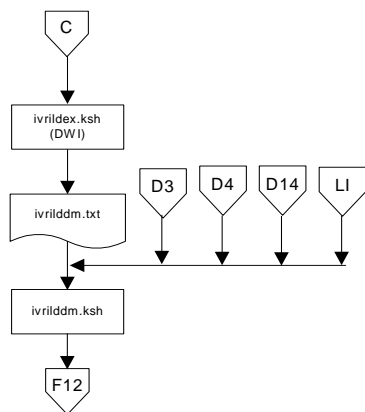 C
ivrildex.ksh
(DWI)
D3
D4
D14
LI
ivrilddm.txt
ivrilddm.ksh
F12